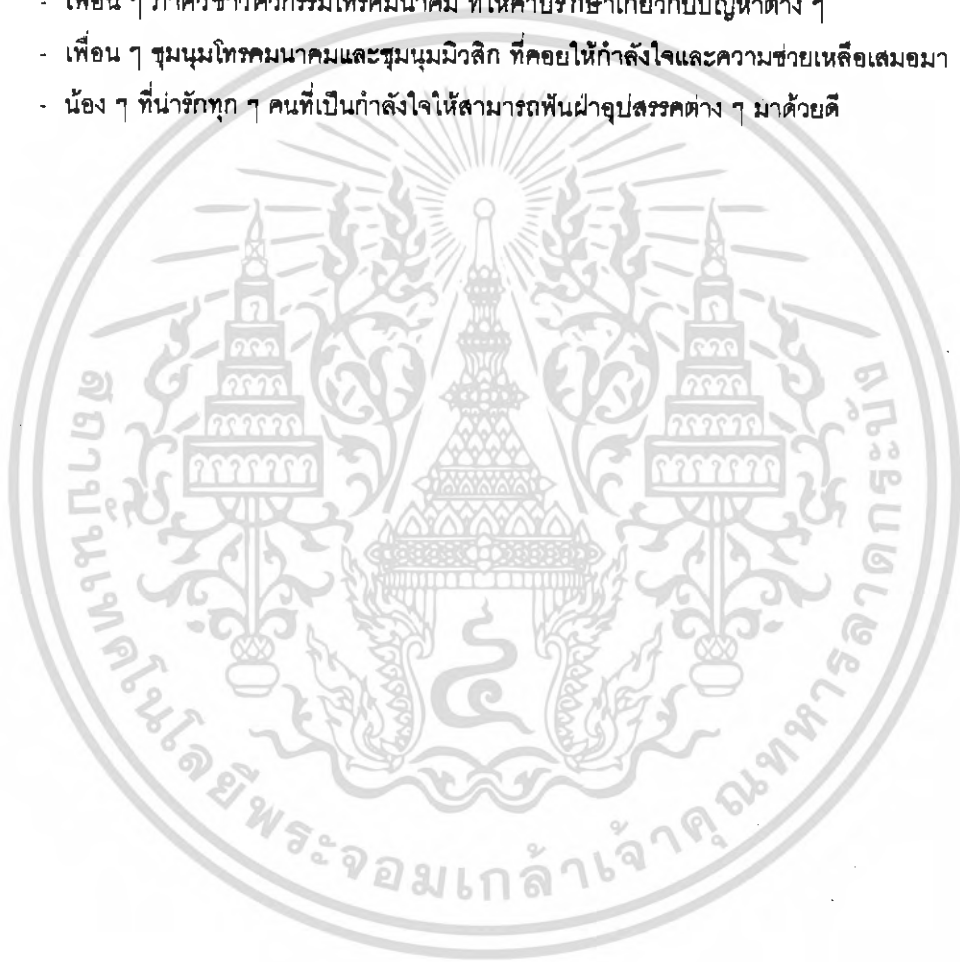 - เพื่อน ๆ ภาควิชาวิศวกรรมโทรคมนาคม ที่ให้คำปรึกษาเกี่ยวกับปัญหาต่าง ๆ
- เพื่อน ๆ ชุมนุมโทรคมนาคมและชุมนุมมิวสิก ที่คอยให้กำลังใจและความช่วยเหลือเสมอมา
- น้อง ๆ ที่น่ารักทุก ๆ คนที่เป็นกำลังใจให้สามารถฟันฝ่าอุปสรรคต่าง ๆ มาด้วยดี
๔
สถาบันเทคโนโลยีพระจอมเกล้าเจ้าคุณทหารลาดกระบัง